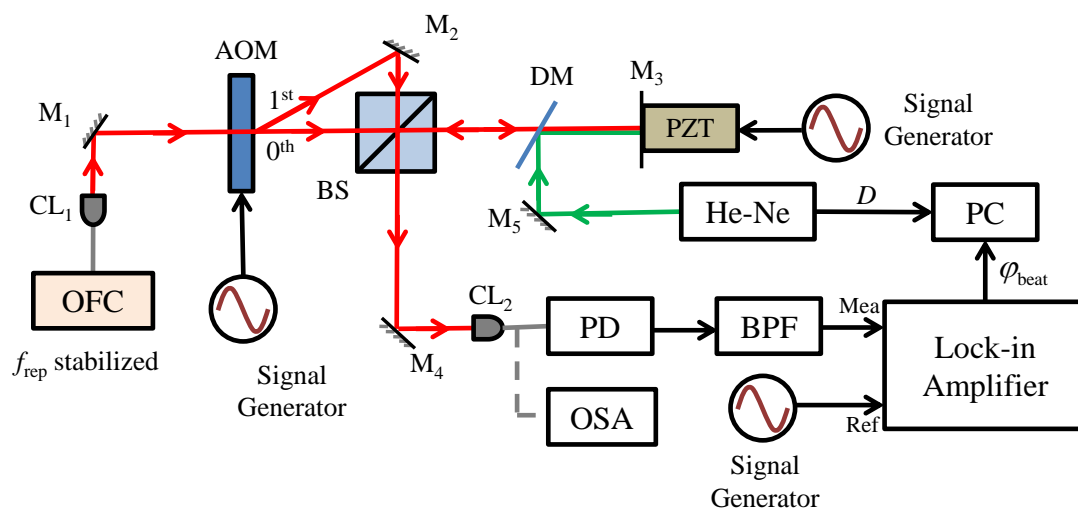 M2
AOM
M3
DM
1st
M1
Signal
Generator
PZT
0th
BS
CL1
M5
He-Ne
D
PC
OFC
CL2
φbeat
PD
BPF
Mea
M4
frep stabilized
Lock-in
Amplifier
Signal
Generator
OSA
Ref
Signal
Generator